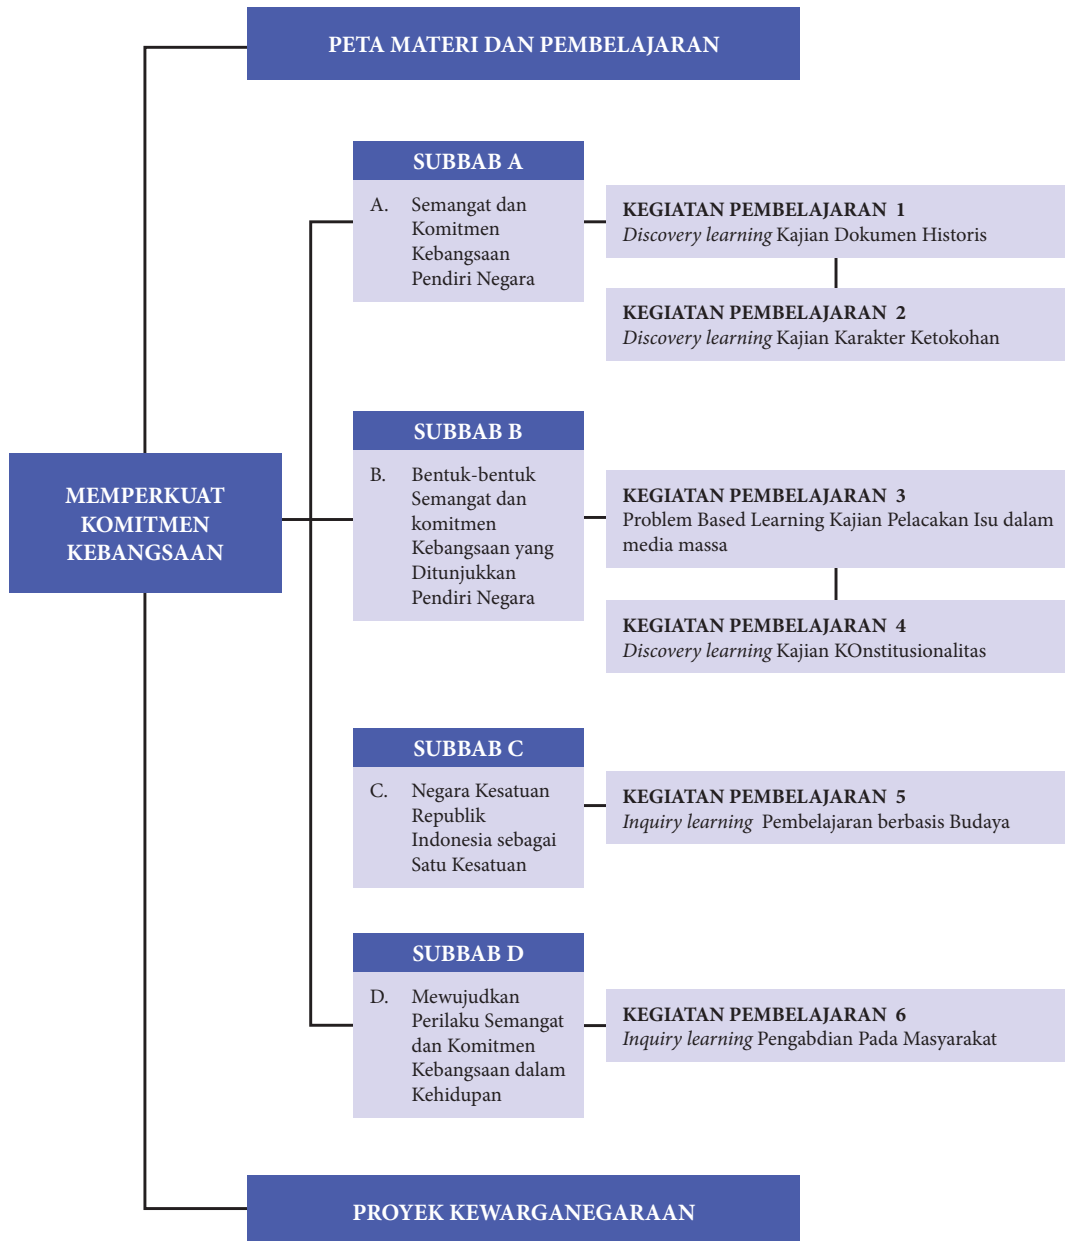 PETA MATERI DAN PEMBELAJARAN
SUBBAB A
A. Semangat dan
Komitmen
Kebangsaan
Pendiri Negara
KEGIATAN PEMBELAJARAN 1
Discovery learning Kajian Dokumen Historis
KEGIATAN PEMBELAJARAN 2
Discovery learning Kajian Karakter Ketokohan
MEMPERKUAT
KOMITMEN
KEBANGSAAN
SUBBAB B
B. Bentuk-bentuk
Semangat dan
komitmen
Kebangsaan yang
Ditunjukkan
Pendiri Negara
KEGIATAN PEMBELAJARAN 3
Problem Based Learning Kajian Pelacakan Isu dalam
media massa
KEGIATAN PEMBELAJARAN 4
Discovery learning Kajian KOnstitusionalitas
SUBBAB C
C. Negara Kesatuan
Republik
Indonesia sebagai
Satu Kesatuan
KEGIATAN PEMBELAJARAN 5
Inquiry learning Pembelajaran berbasis Budaya
SUBBAB D
D. Mewujudkan
Perilaku Semangat
dan Komitmen
Kebangsaan dalam
Kehidupan
KEGIATAN PEMBELAJARAN 6
Inquiry learning Pengabdian Pada Masyarakat
PROYEK KEWARGANEGARAAN